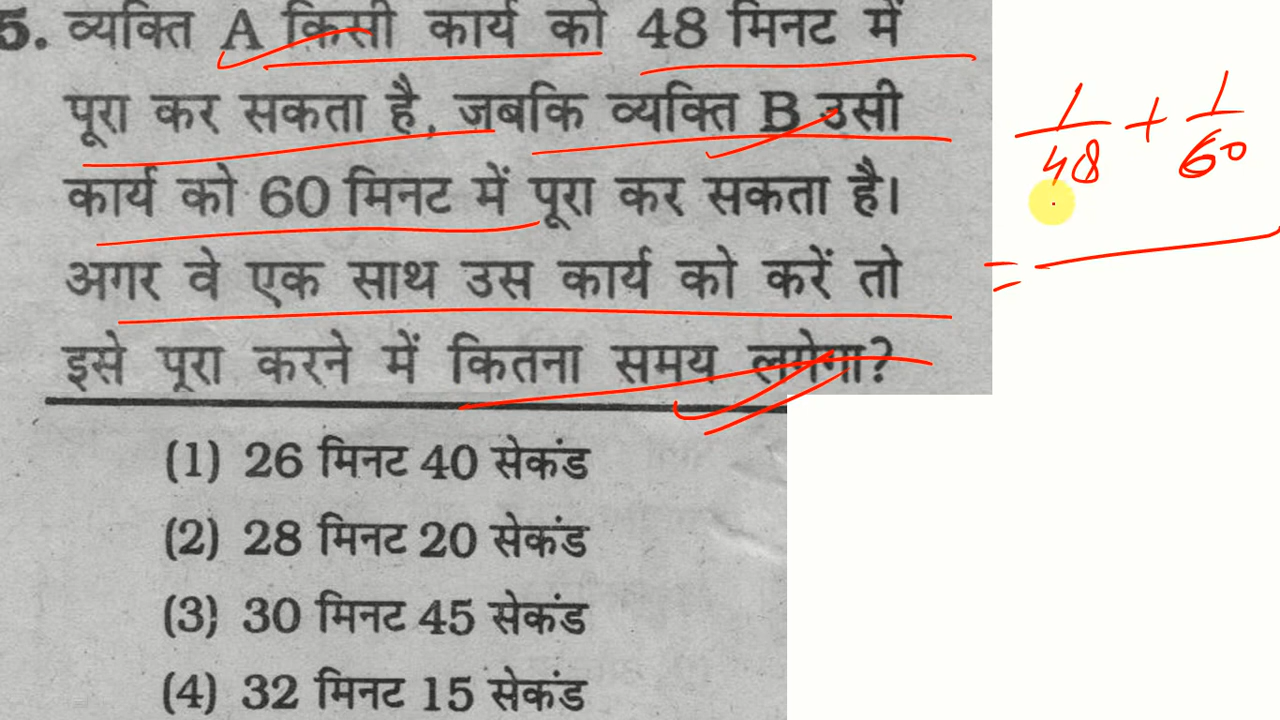 5. व्यक्ति A किसी कार्य को 48 मिनट में
पूरा कर सकता है, जबकि व्यक्ति B उसी
कार्य को 60 मिनट में पूरा कर सकता है।
अगर वे एक साथ उस कार्य को करें तो
इसे पूरा करने में कितना समय लगेगा?
(1) 26 मिनट 40 सेकंड
(2) 28 मिनट 20 सेकंड
(3) 30 मिनट 45 सेकंड
(4) 32 मिनट 15 सेकंड
1/48 + 1/60
=